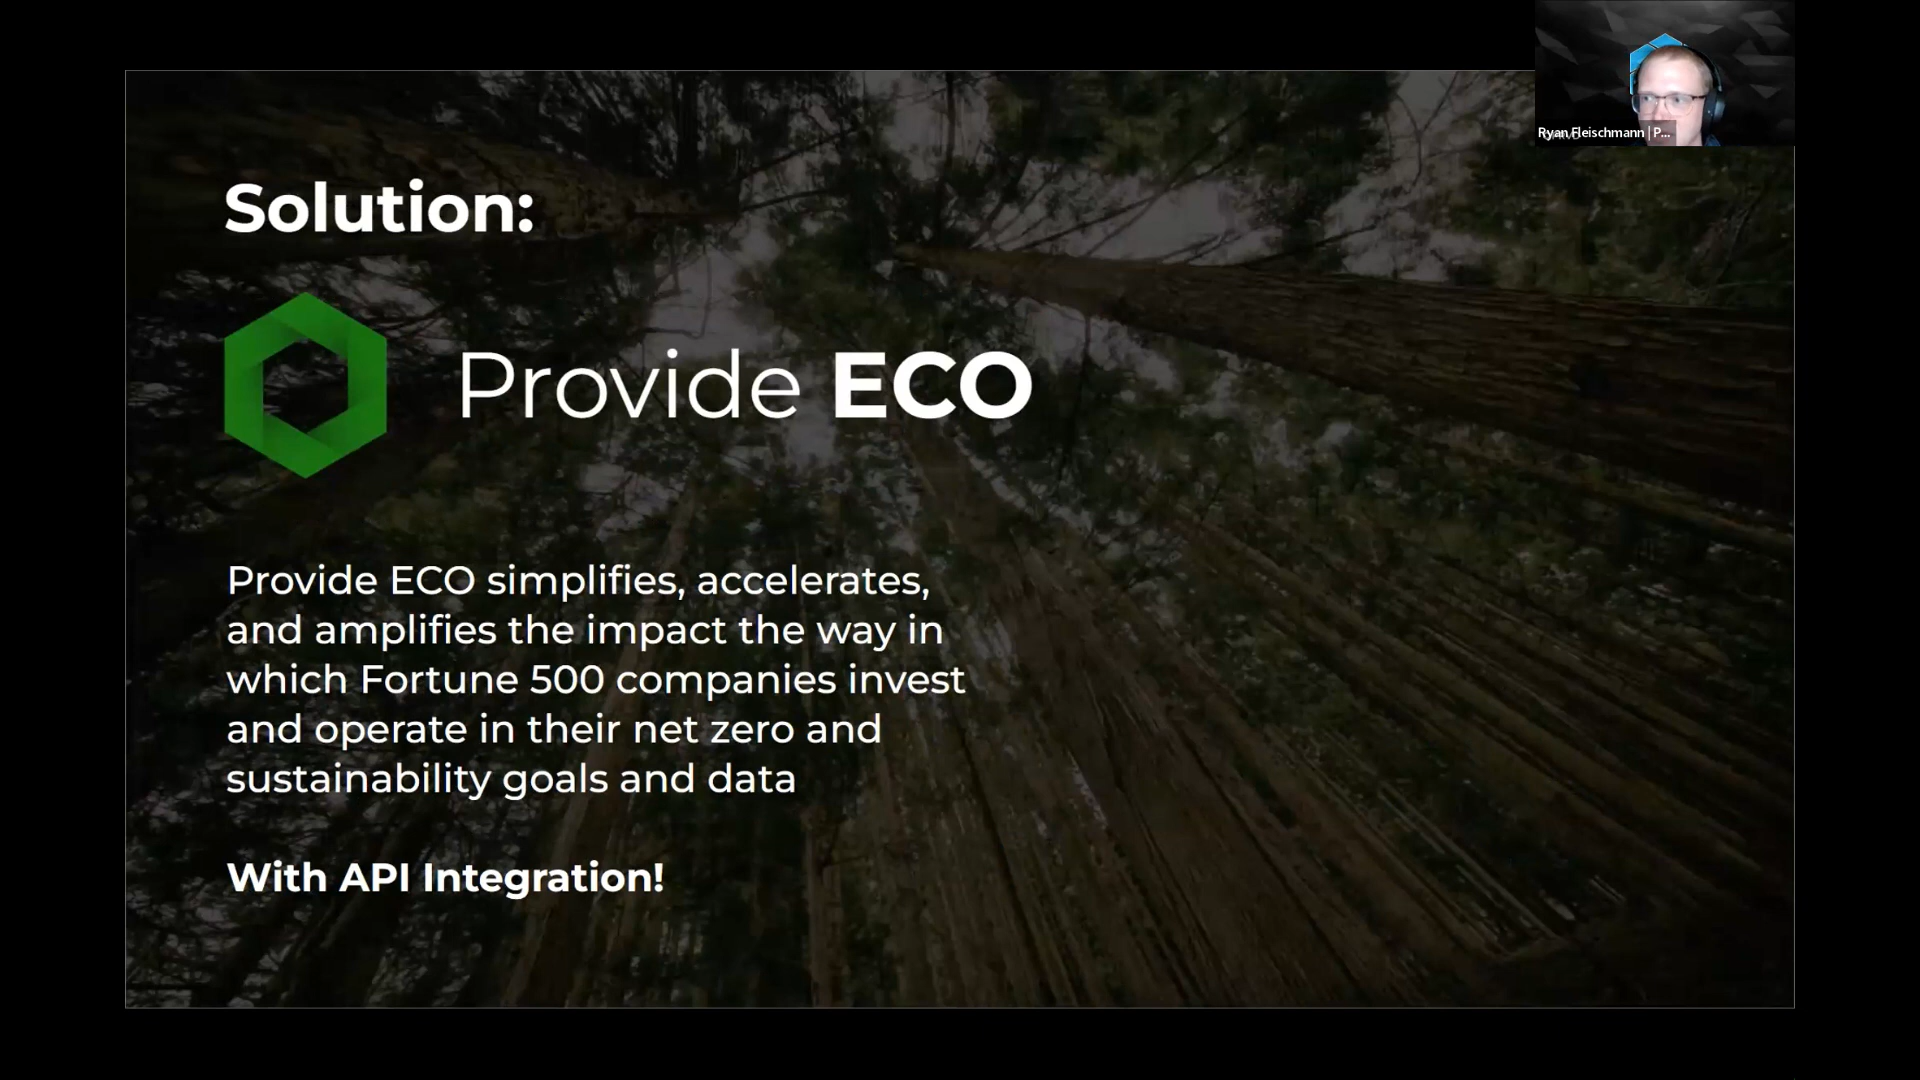 Ryan Fleischmann | P...
Solution:
Provide ECO
Provide ECO simplifies, accelerates,
and amplifies the impact the way in
which Fortune 500 companies invest
and operate in their net zero and
sustainability goals and data
With API Integration!